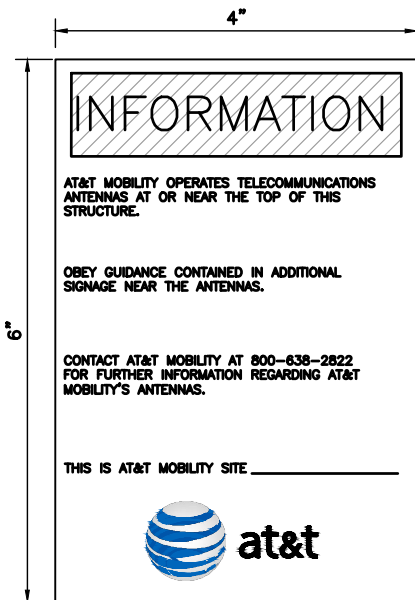 4"
6"
INFORMATION
AT&T MOBILITY OPERATES TELECOMMUNICATIONS
ANTENNAS AT OR NEAR THE TOP OF THIS
STRUCTURE.
OBEY GUIDANCE CONTAINED IN ADDITIONAL
SIGNAGE NEAR THE ANTENNAS.
CONTACT AT&T MOBILITY AT 800-638-2822
FOR FURTHER INFORMATION REGARDING AT&T
MOBILITY'S ANTENNAS.
THIS IS AT&T MOBILITY SITE
at&t